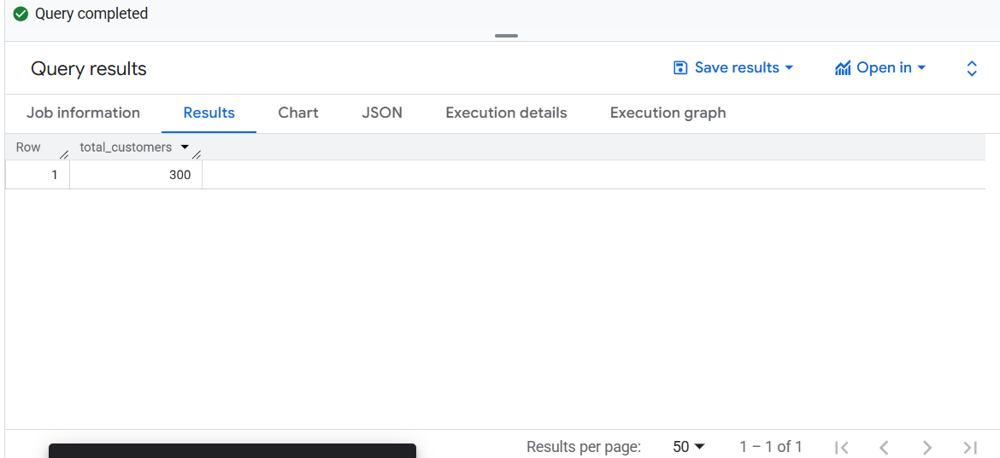 Query completed
Query results
Save results
Open in
Job information Results Chart JSON Execution details Execution graph
Row total_customers
1 300
Results per page: 50 1 – 1 of 1